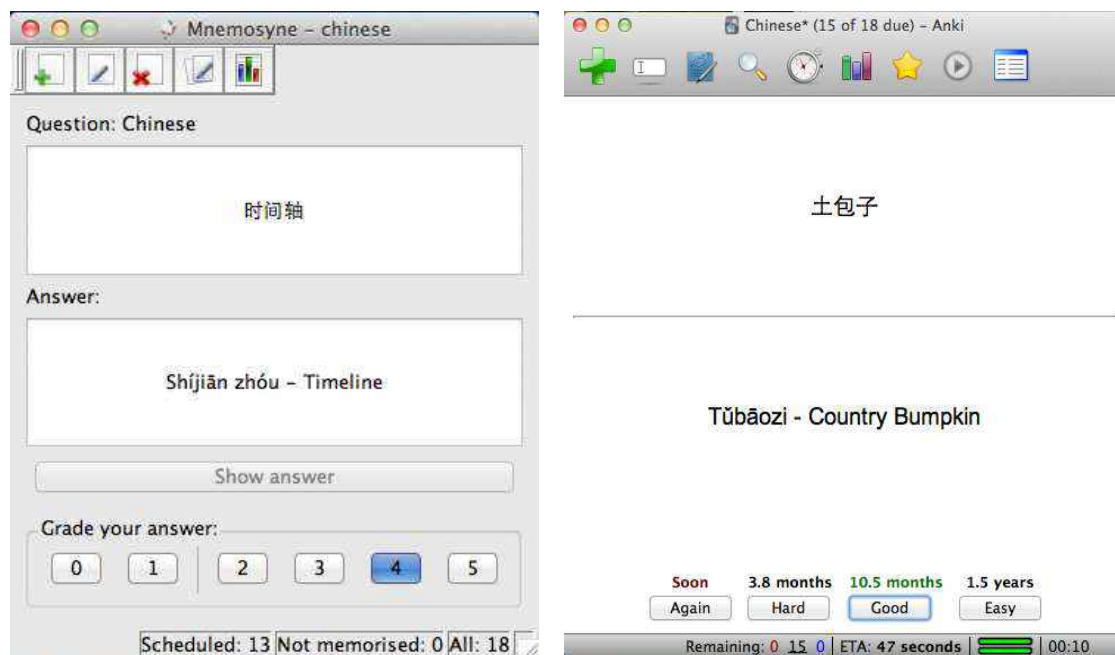 Mnemosyne – chinese
Question: Chinese
时间轴
Answer:
Shíjiān zhóu – Timeline
Show answer
Grade your answer:
0 1 2 3 4 5
Scheduled: 13 Not memorised: 0 All: 18
Chinese* (15 of 18 due) – Anki
土包子
Tǔbāozi - Country Bumpkin
Soon 3.8 months 10.5 months 1.5 years
Again Hard Good Easy
Remaining: 0 15 0 ETA: 47 seconds 00:10